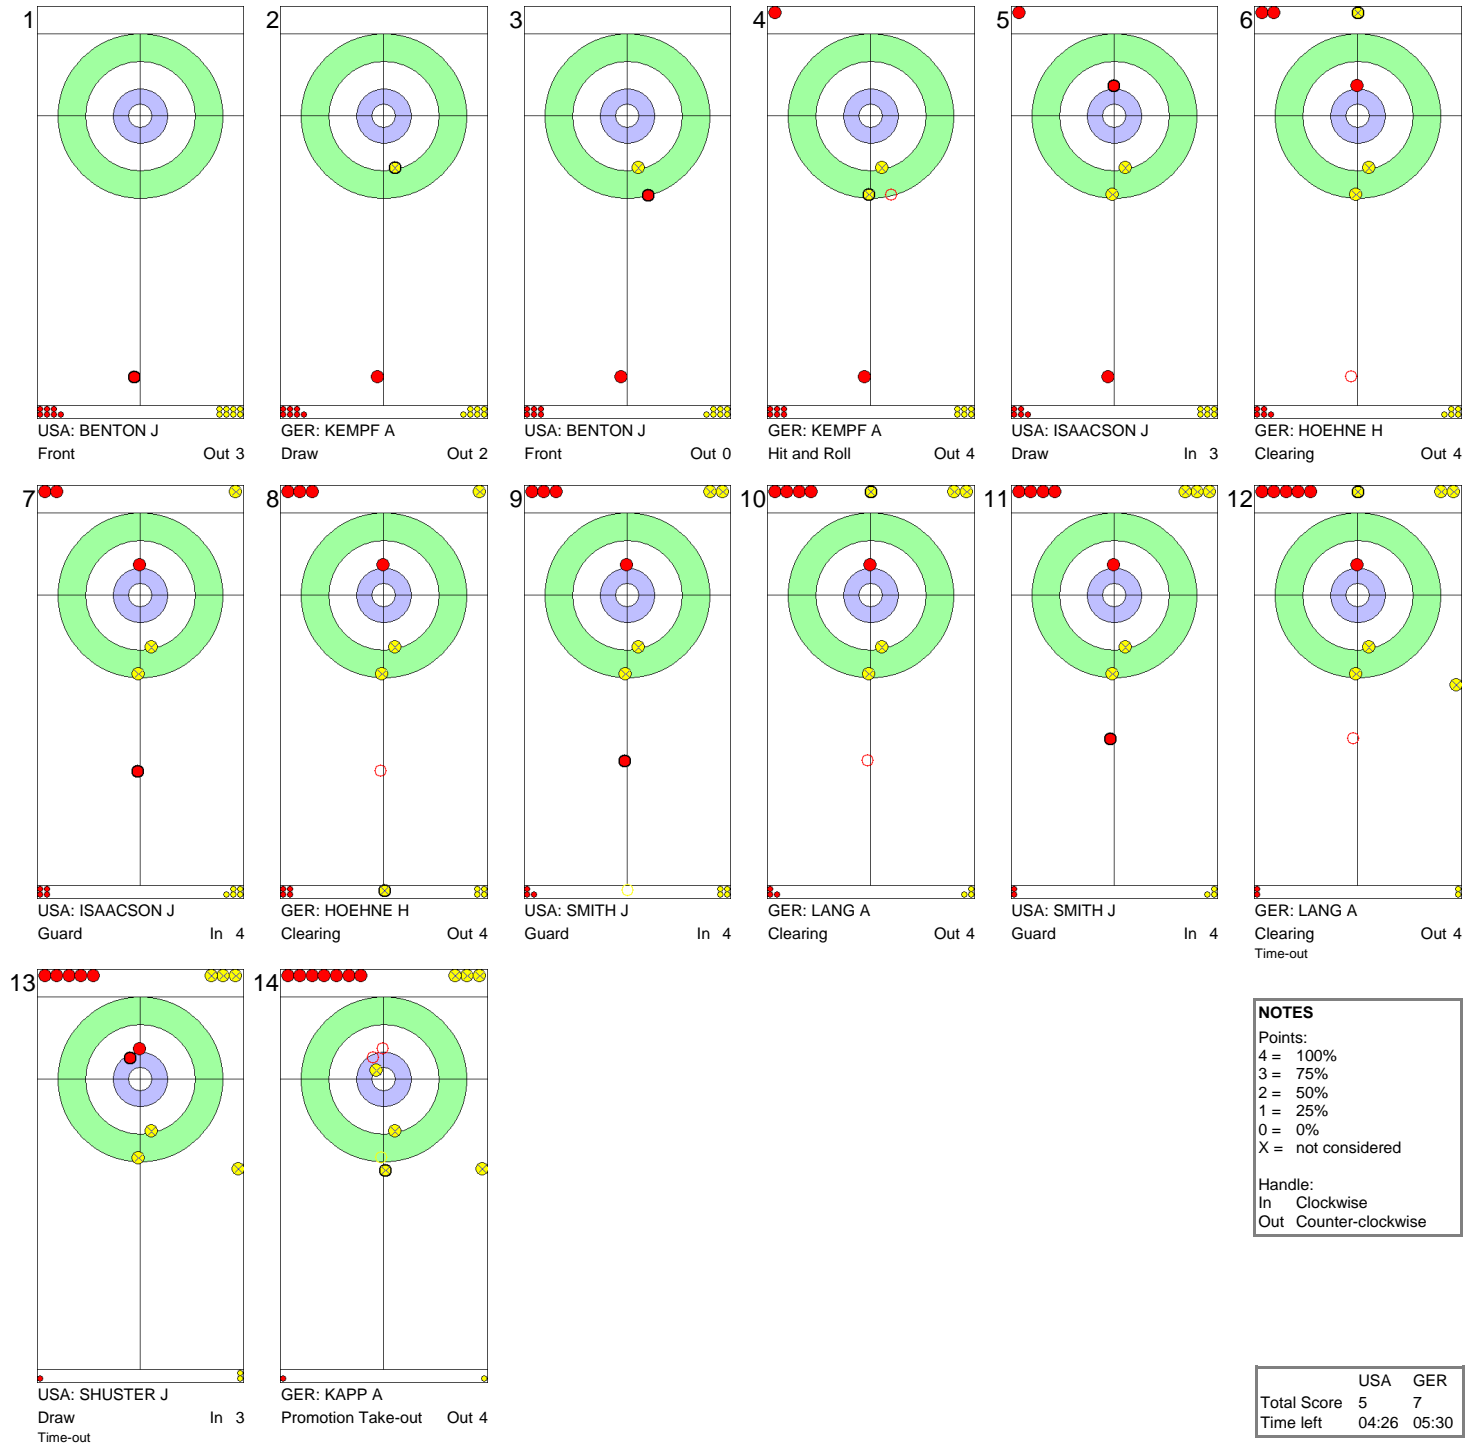 1
2
3
4
5
6
USA: BENTON J
Front Out 3
GER: KEMPF A
Draw Out 2
USA: BENTON J
Front Out 0
GER: KEMPF A
Hit and Roll Out 4
USA: ISAACSON J
Draw In 3
GER: HOEHNE H
Clearing Out 4
7
8
9
10
11
12
USA: ISAACSON J
Guard In 4
GER: HOEHNE H
Clearing Out 4
USA: SMITH J
Guard In 4
GER: LANG A
Clearing Out 4
USA: SMITH J
Guard In 4
GER: LANG A
Clearing Out 4
Time-out
13
14
USA: SHUSTER J
Draw In 3
Time-out
GER: KAPP A
Promotion Take-out Out 4
NOTES
Points:
4 = 100%
3 = 75%
2 = 50%
1 = 25%
0 = 0%
X = not considered
Handle:
In Clockwise
Out Counter-clockwise
USA GER
Total Score 5 7
Time left 04:26 05:30